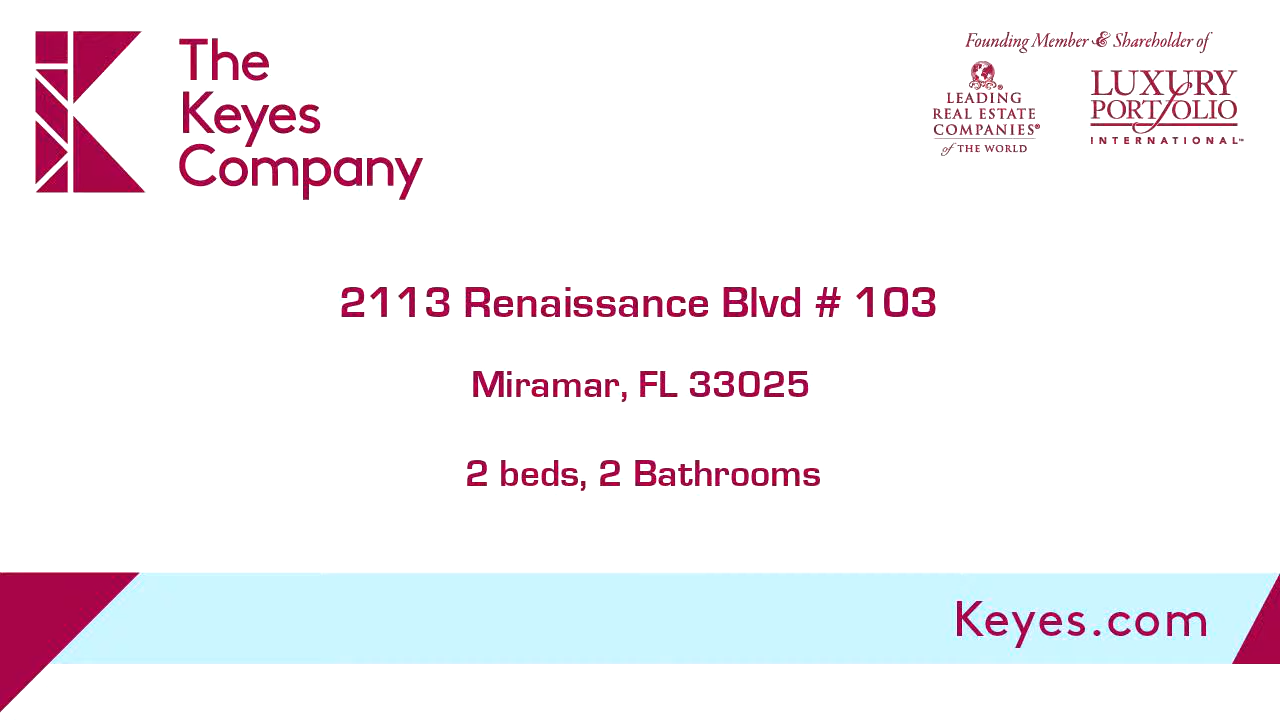 The
Keyes
Company
Founding Member & Shareholder of
LEADING
REAL ESTATE
COMPANIES®
of THE WORLD
LUXURY
PORTFOLIO
INTERNATIONAL™
2113 Renaissance Blvd # 103
Miramar, FL 33025
2 beds, 2 Bathrooms
Keyes.com